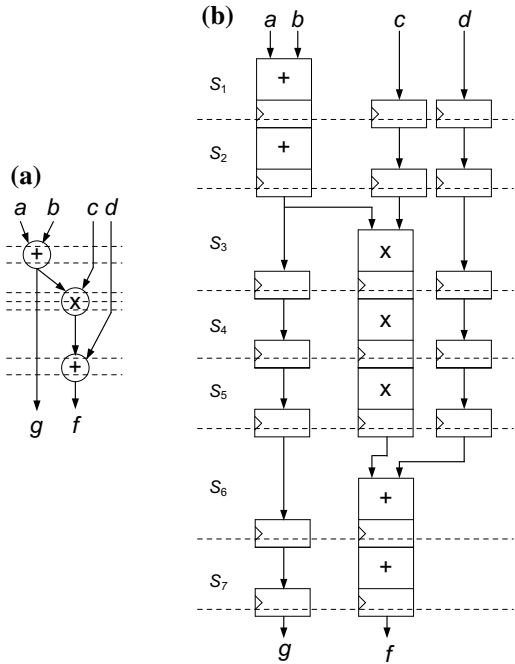 (a)
a b c d
+
x
+
g f
(b)
a b c d
S1 +
S2 +
S3 x
S4 x
S5 x
S6 +
S7 +
g f